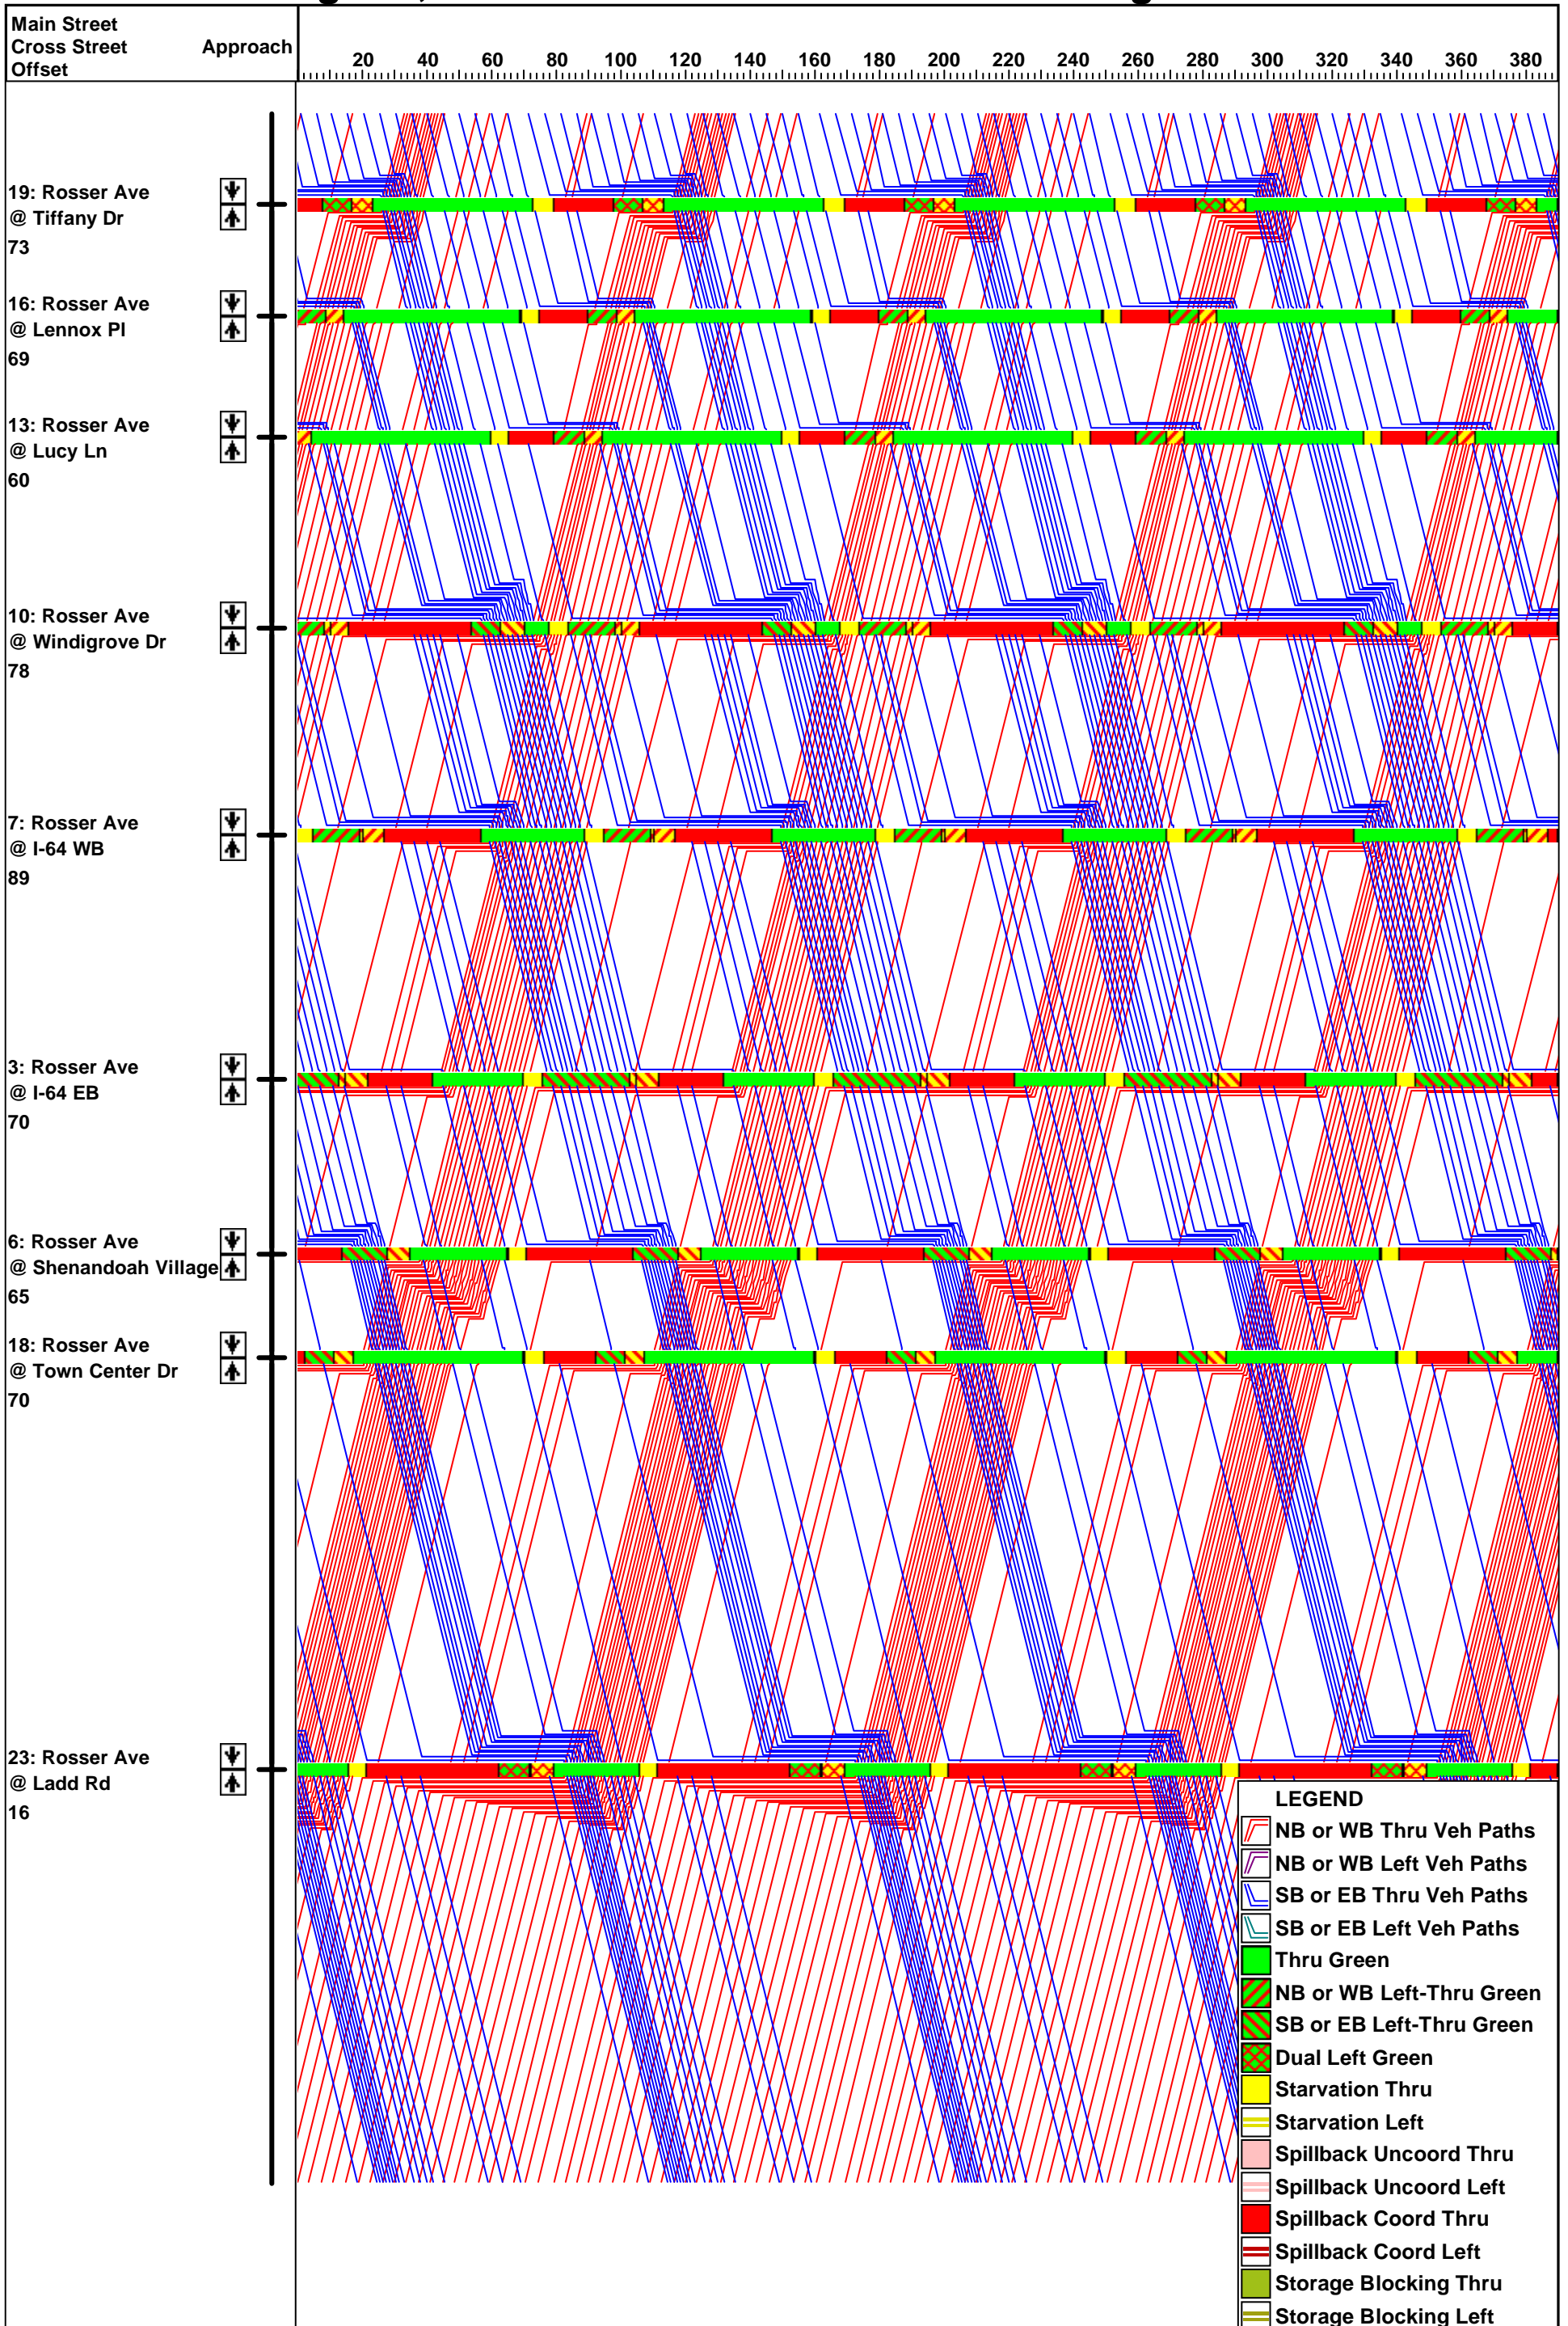 Main Street
Cross Street Approach
Offset
20 40 60 80 100 120 140 160 180 200 220 240 260 280 300 320 340 360 380
19: Rosser Ave
@ Tiffany Dr
73
16: Rosser Ave
@ Lennox Pl
69
13: Rosser Ave
@ Lucy Ln
60
10: Rosser Ave
@ Windigrove Dr
78
7: Rosser Ave
@ I-64 WB
89
3: Rosser Ave
@ I-64 EB
70
6: Rosser Ave
@ Shenandoah Village
65
18: Rosser Ave
@ Town Center Dr
70
23: Rosser Ave
@ Ladd Rd
16
LEGEND
NB or WB Thru Veh Paths
NB or WB Left Veh Paths
SB or EB Thru Veh Paths
SB or EB Left Veh Paths
Thru Green
NB or WB Left-Thru Green
SB or EB Left-Thru Green
Dual Left Green
Starvation Thru
Starvation Left
Spillback Uncoord Thru
Spillback Uncoord Left
Spillback Coord Thru
Spillback Coord Left
Storage Blocking Thru
Storage Blocking Left